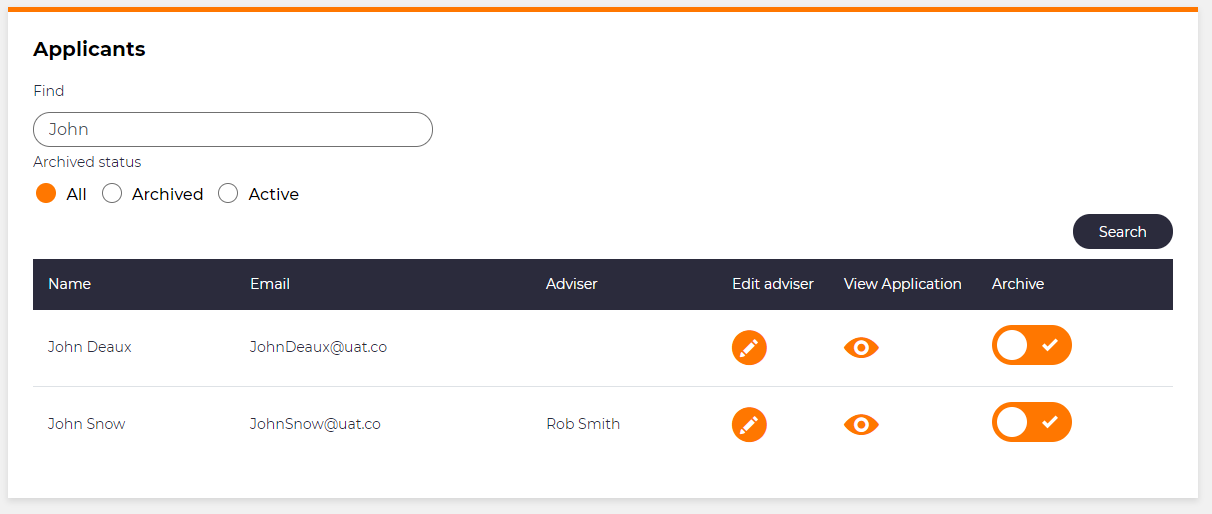 Applicants
Find
John
Archived status
All Archived Active
Search
Name Email Adviser Edit adviser View Application Archive
John Deaux JohnDeaux@uat.co
John Snow JohnSnow@uat.co Rob Smith